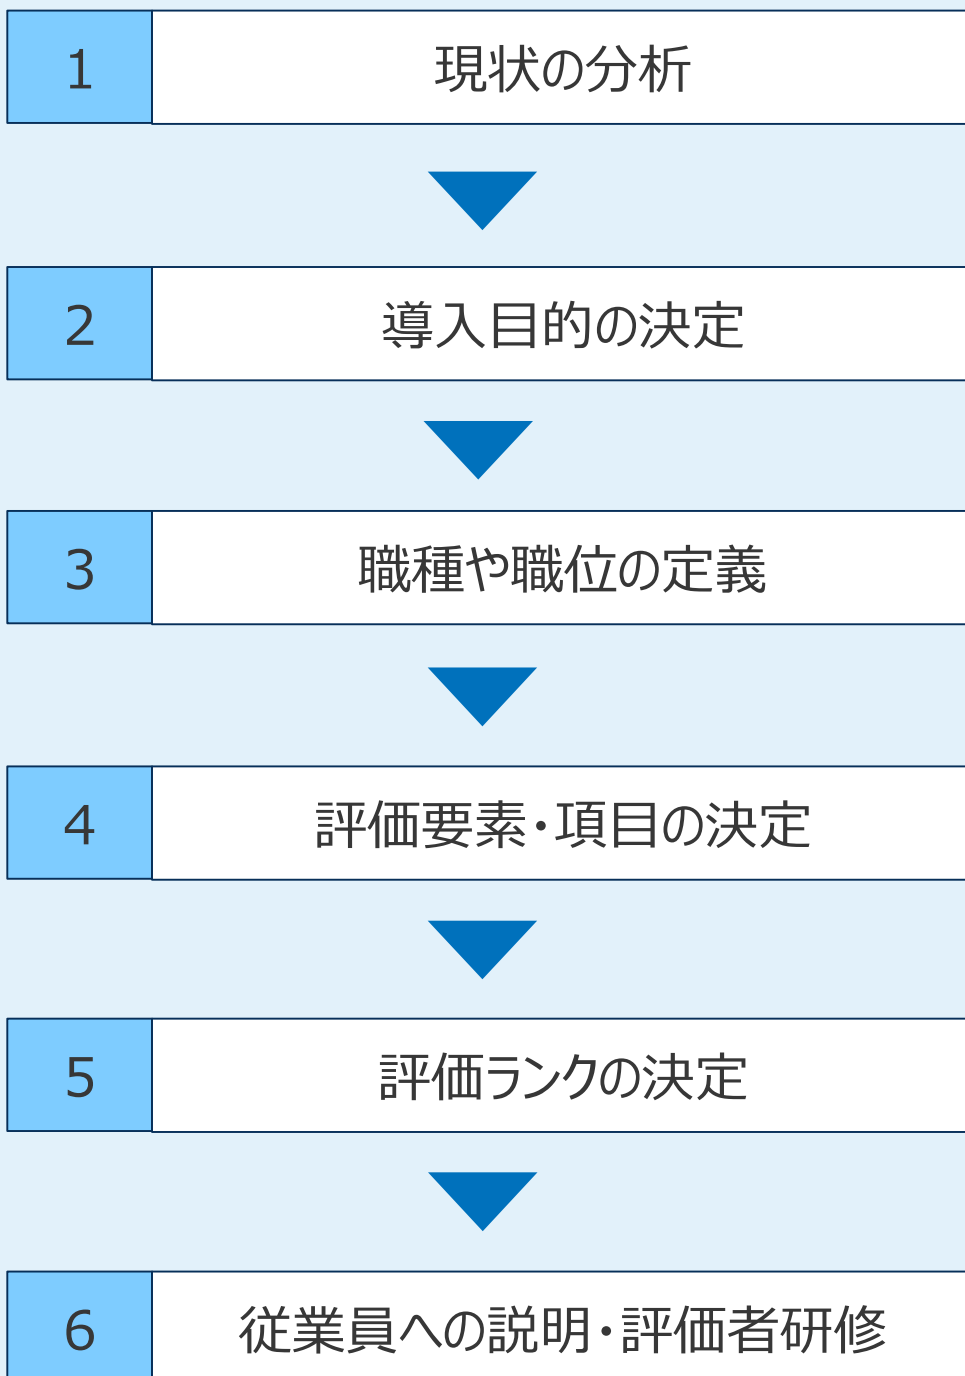 1 現状の分析
2 導入目的の決定
3 職種や職位の定義
4 評価要素・項目の決定
5 評価ランクの決定
6 従業員への説明・評価者研修